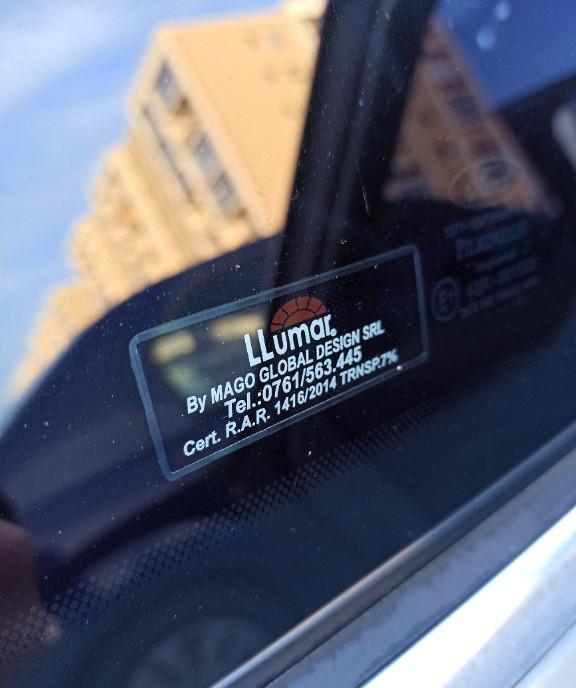 LLumar
By MAGO GLOBAL DESIGN SRL
Tel.:0761/563.445
Cert. R.A.R. 1416/2014 TRNSP.7%